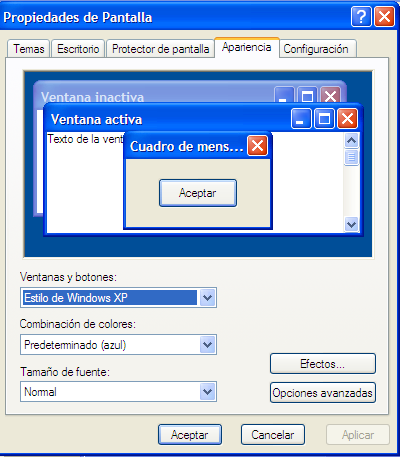 Propiedades de Pantalla
Temas Escritorio Protector de pantalla Apariencia Configuración
Ventana inactiva
Ventana activa
Texto de la vent
Cuadro de mens...
Aceptar
Ventanas y botones:
Estilo de Windows XP
Combinación de colores:
Predeterminado (azul)
Tamaño de fuente:
Normal
Efectos...
Opciones avanzadas
Aceptar Cancelar Aplicar